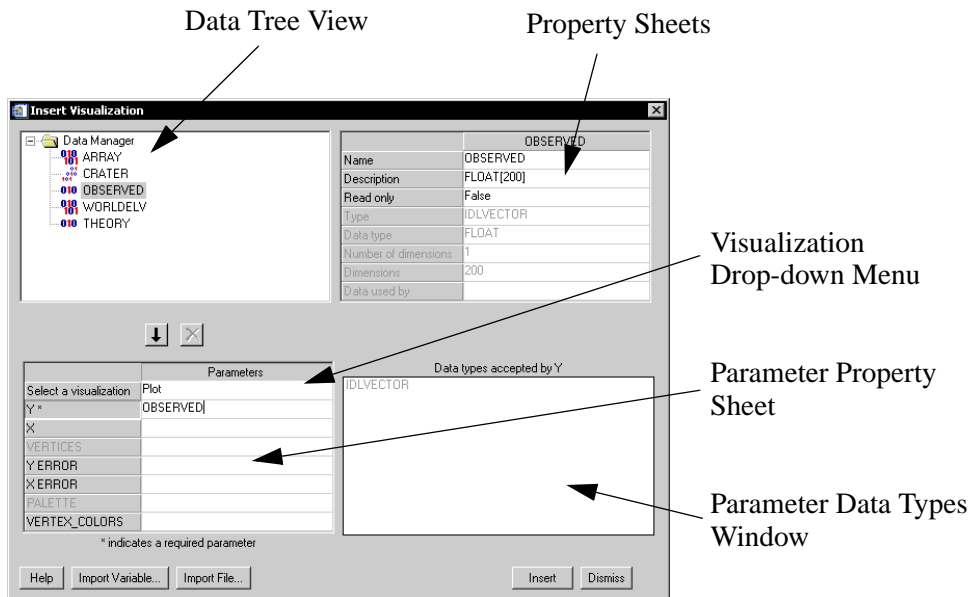 Data Tree View
Property Sheets
Insert Visualization
Data Manager
ARRAY
CRATER
OBSERVED
WORLDELV
THEORY
OBSERVED
Name OBSERVED
Description FLOAT[200]
Read only False
Type IDLVECTOR
Data type FLOAT
Number of dimensions 1
Dimensions 200
Data used by
Visualization
Drop-down Menu
Parameters
Select a visualization Plot
Y * OBSERVED
X
VERTICES
Y ERROR
X ERROR
PALETTE
VERTEX_COLORS
* indicates a required parameter
Data types accepted by Y
IDLVECTOR
Parameter Property
Sheet
Parameter Data Types
Window
Help Import Variable... Import File... Insert Dismiss